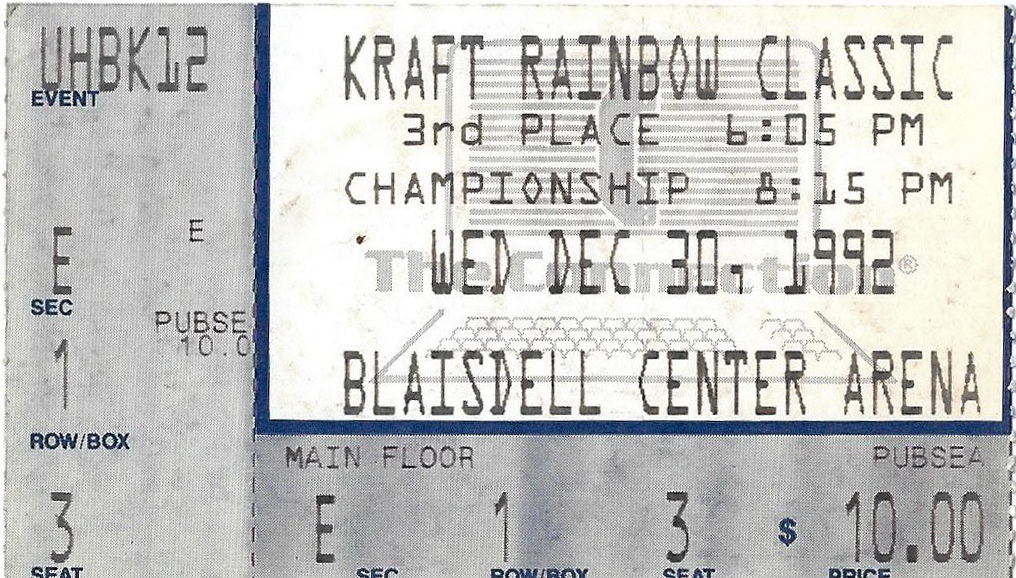 UHBK12
EVENT
E
E
SEC
PUBSE
10.0
1
ROW/BOX
3
SEAT
KRAFT RAINBOW CLASSIC
3rd PLACE 6:05 PM
CHAMPIONSHIP 8:15 PM
WED DEC 30, 1992
The Connection®
BLAISDELL CENTER ARENA
MAIN FLOOR PUBSEA
E 1 3 $ 10.00
SEC ROW/BOX SEAT PRICE